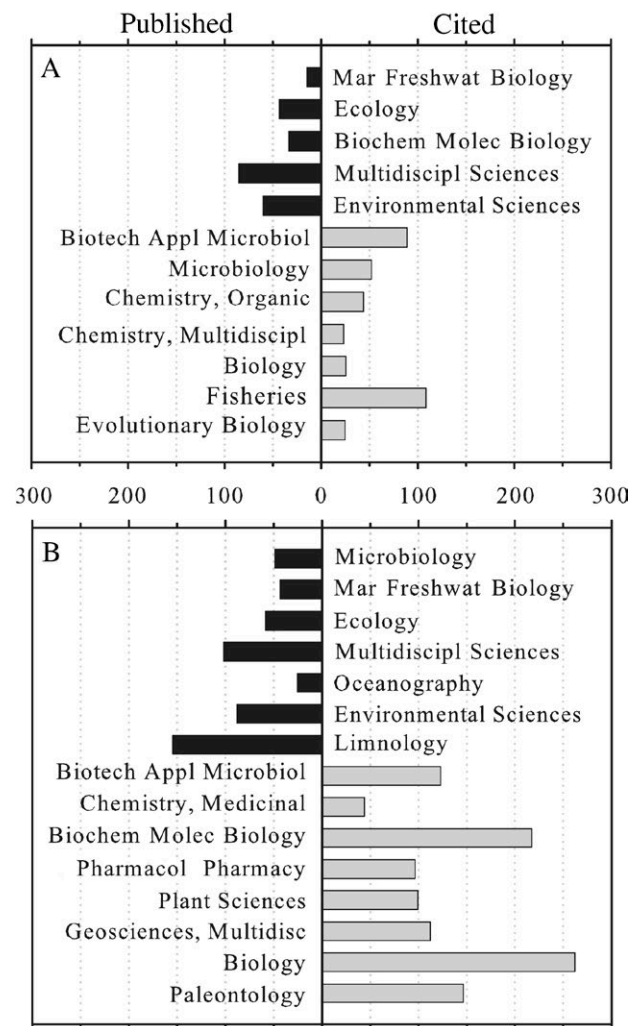 Published Cited
A
Mar Freshwat Biology
Ecology
Biochem Molec Biology
Multidiscipl Sciences
Environmental Sciences
Biotech Appl Microbiol
Microbiology
Chemistry, Organic
Chemistry, Multidiscipl
Biology
Fisheries
Evolutionary Biology
300 200 100 0 100 200 300
B
Microbiology
Mar Freshwat Biology
Ecology
Multidiscipl Sciences
Oceanography
Environmental Sciences
Limnology
Biotech Appl Microbiol
Chemistry, Medicinal
Biochem Molec Biology
Pharmacol Pharmacy
Plant Sciences
Geosciences, Multidisc
Biology
Paleontology